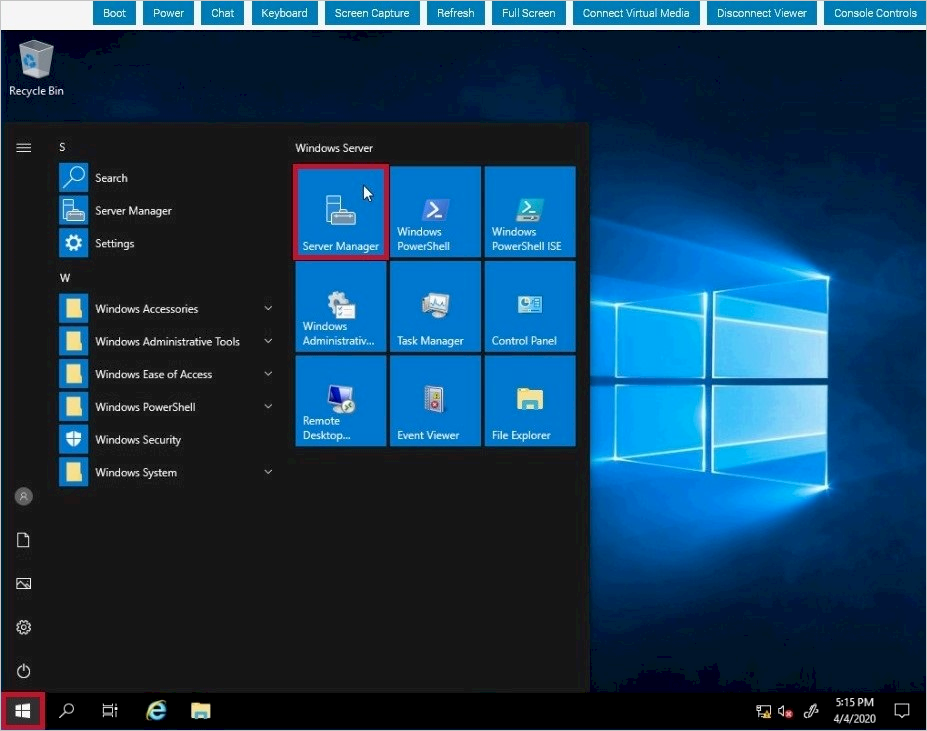 Boot
Power
Chat
Keyboard
Screen Capture
Refresh
Full Screen
Connect Virtual Media
Disconnect Viewer
Console Controls
Recycle Bin
S
Search
Server Manager
Settings
W
Windows Accessories
Windows Administrative Tools
Windows Ease of Access
Windows PowerShell
Windows Security
Windows System
Windows Server
Server Manager
Windows
PowerShell
Windows
PowerShell ISE
Windows
Administrativ...
Task Manager
Control Panel
Remote
Desktop...
Event Viewer
File Explorer
5:15 PM
4/4/2020